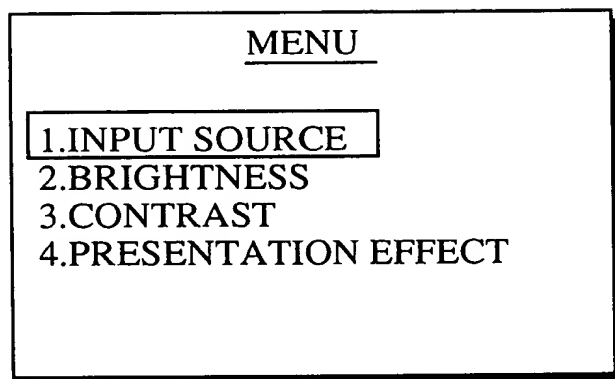 MENU
1.INPUT SOURCE
2.BRIGHTNESS
3.CONTRAST
4.PRESENTATION EFFECT